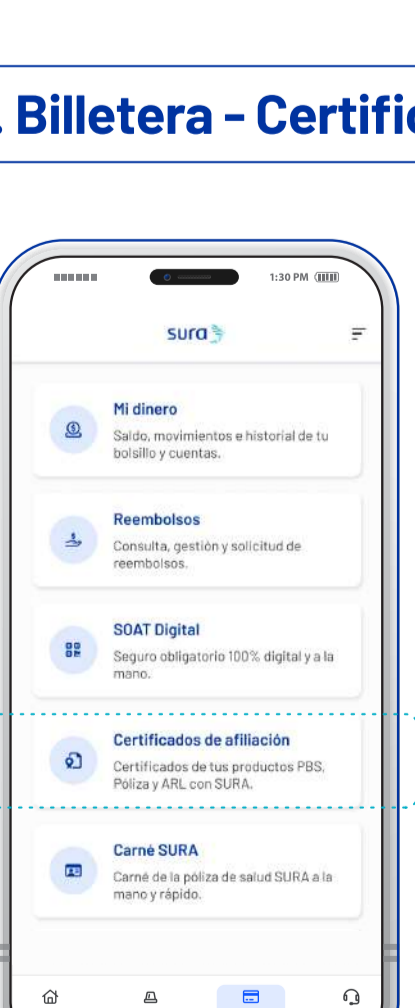 . Billetera - Certific
1:30 PM
sura
Mi dinero
Saldo, movimientos e historial de tu
bolsillo y cuentas.
Reembolsos
Consulta, gestión y solicitud de
reembolsos.
SOAT Digital
Seguro obligatorio 100% digital y a la
mano.
Certificados de afiliación
Certificados de tus productos PBS,
Póliza y ARL con SURA.
Carné SURA
Carné de la póliza de salud SURA a la
mano y rápido.